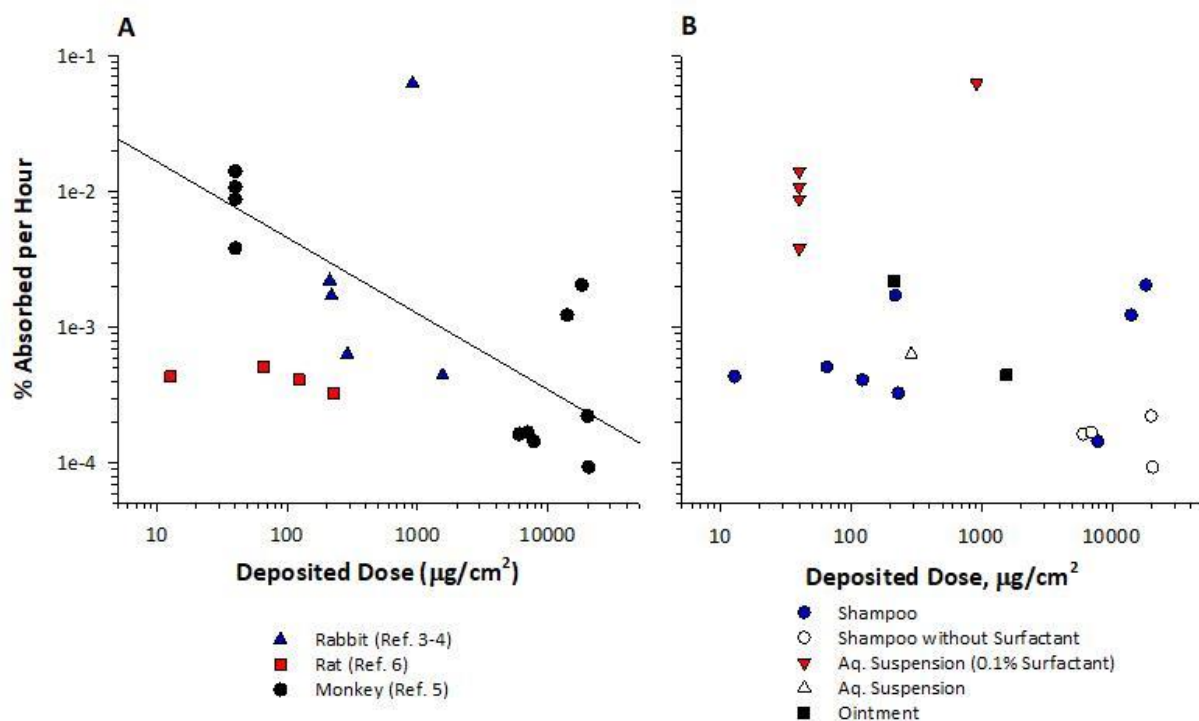 A
B
1e-1
1e-2
1e-3
1e-4
% Absorbed per Hour
10 100 1000 10000
10 100 1000 10000
Deposited Dose (µg/cm²)
Deposited Dose, µg/cm²
Rabbit (Ref. 3-4)
Rat (Ref. 6)
Monkey (Ref. 5)
Shampoo
Shampoo without Surfactant
Aq. Suspension (0.1% Surfactant)
Aq. Suspension
Ointment